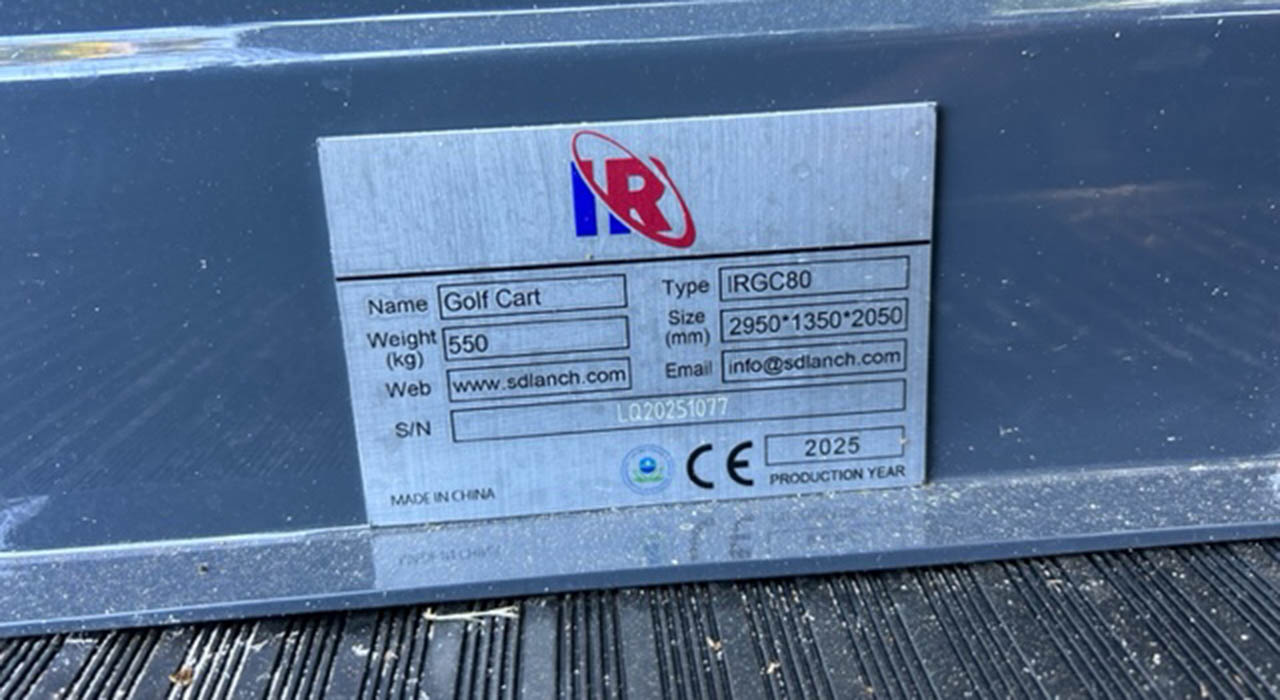 IR
Name Golf Cart Type IRGC80
Weight (kg) 550 Size (mm) 2950*1350*2050
Web www.sdlanch.com Email info@sdlanch.com
S/N LQ20251077
CE 2025
MADE IN CHINA PRODUCTION YEAR